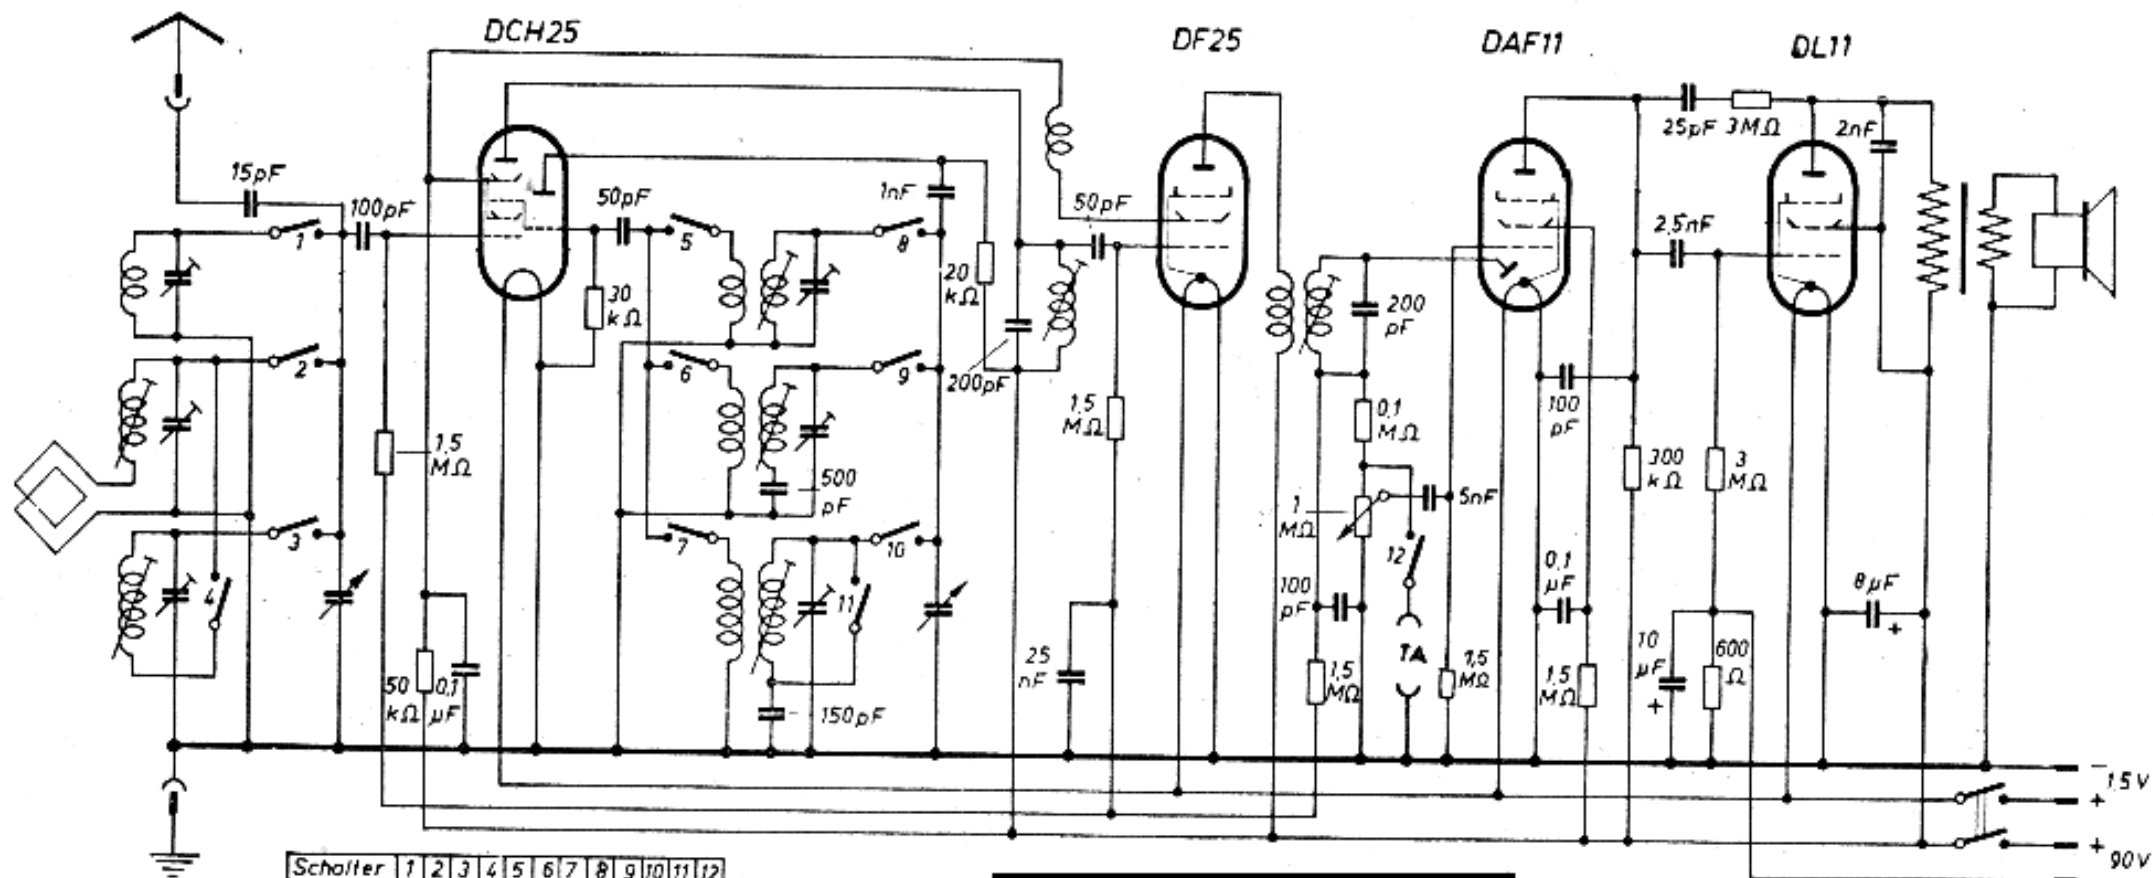 DCH25
DF25
DAF11
DL11
15pF
100pF
50pF
1nF
50pF
25pF
3MΩ
2nF
1
5
8
20
kΩ
2,5nF
30
kΩ
200
pF
2
6
9
200pF
1,5
MΩ
0,1
MΩ
100
pF
1,5
MΩ
500
pF
1
MΩ
5nF
300
kΩ
3
MΩ
3
7
10
12
4
11
100
pF
0,1
µF
8µF
+
50
kΩ
0,1
µF
150pF
25
nF
1,5
MΩ
TA
1,5
MΩ
1,5
MΩ
10
µF
+
600
Ω
–
1,5V
+
+
90V
Schalter 1 2 3 4 5 6 7 8 9 10 11 12